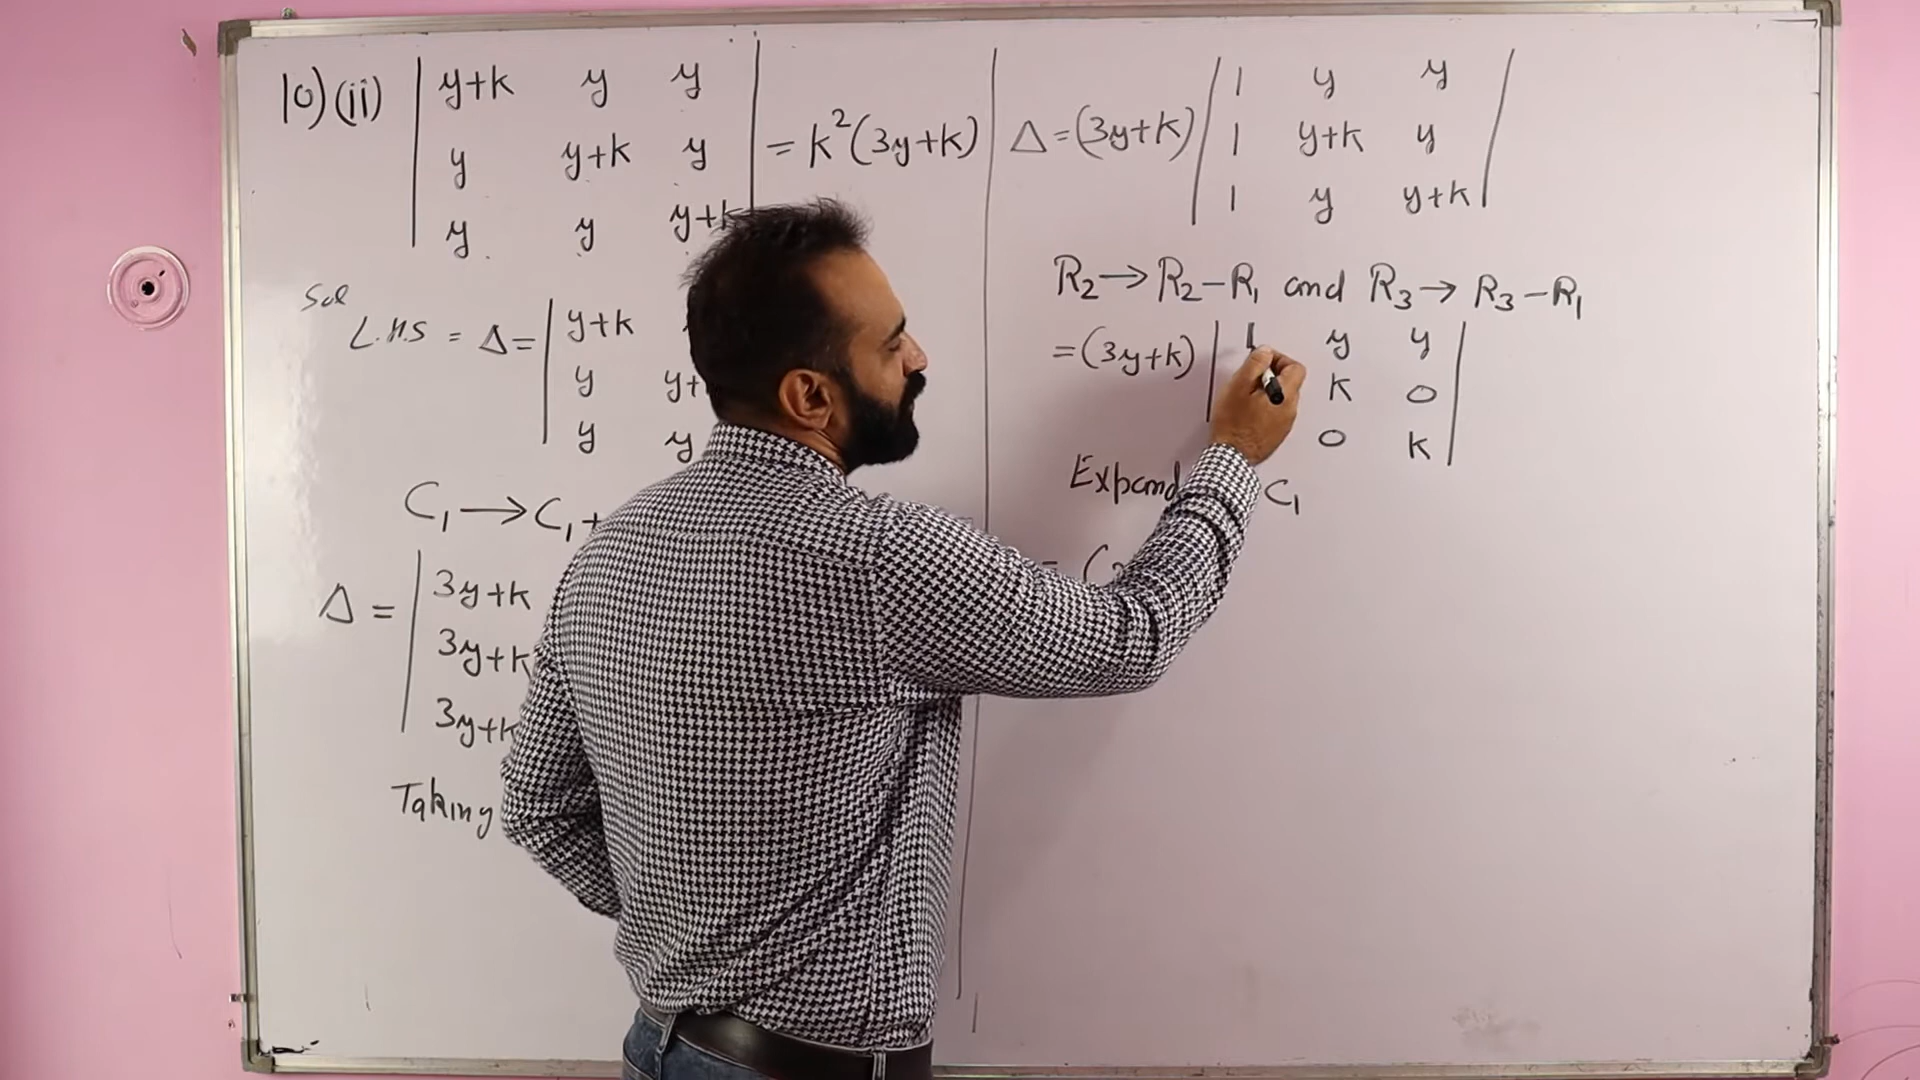 10)(ii) | y+k y y |
| y y+k y | = k²(3y+k)
| y y y+k
Sol
L.H.S = Δ = | y+k
| y y+
| y y
C₁ → C₁+
Δ = | 3y+k
| 3y+k
| 3y+k
Taking
Δ = (3y+k) | 1 y y |
| 1 y+k y |
| 1 y y+k |
R₂ → R₂-R₁ and R₃ → R₃-R₁
= (3y+k) | 1 y y |
| k 0 |
0 k |
Expand C₁
= (